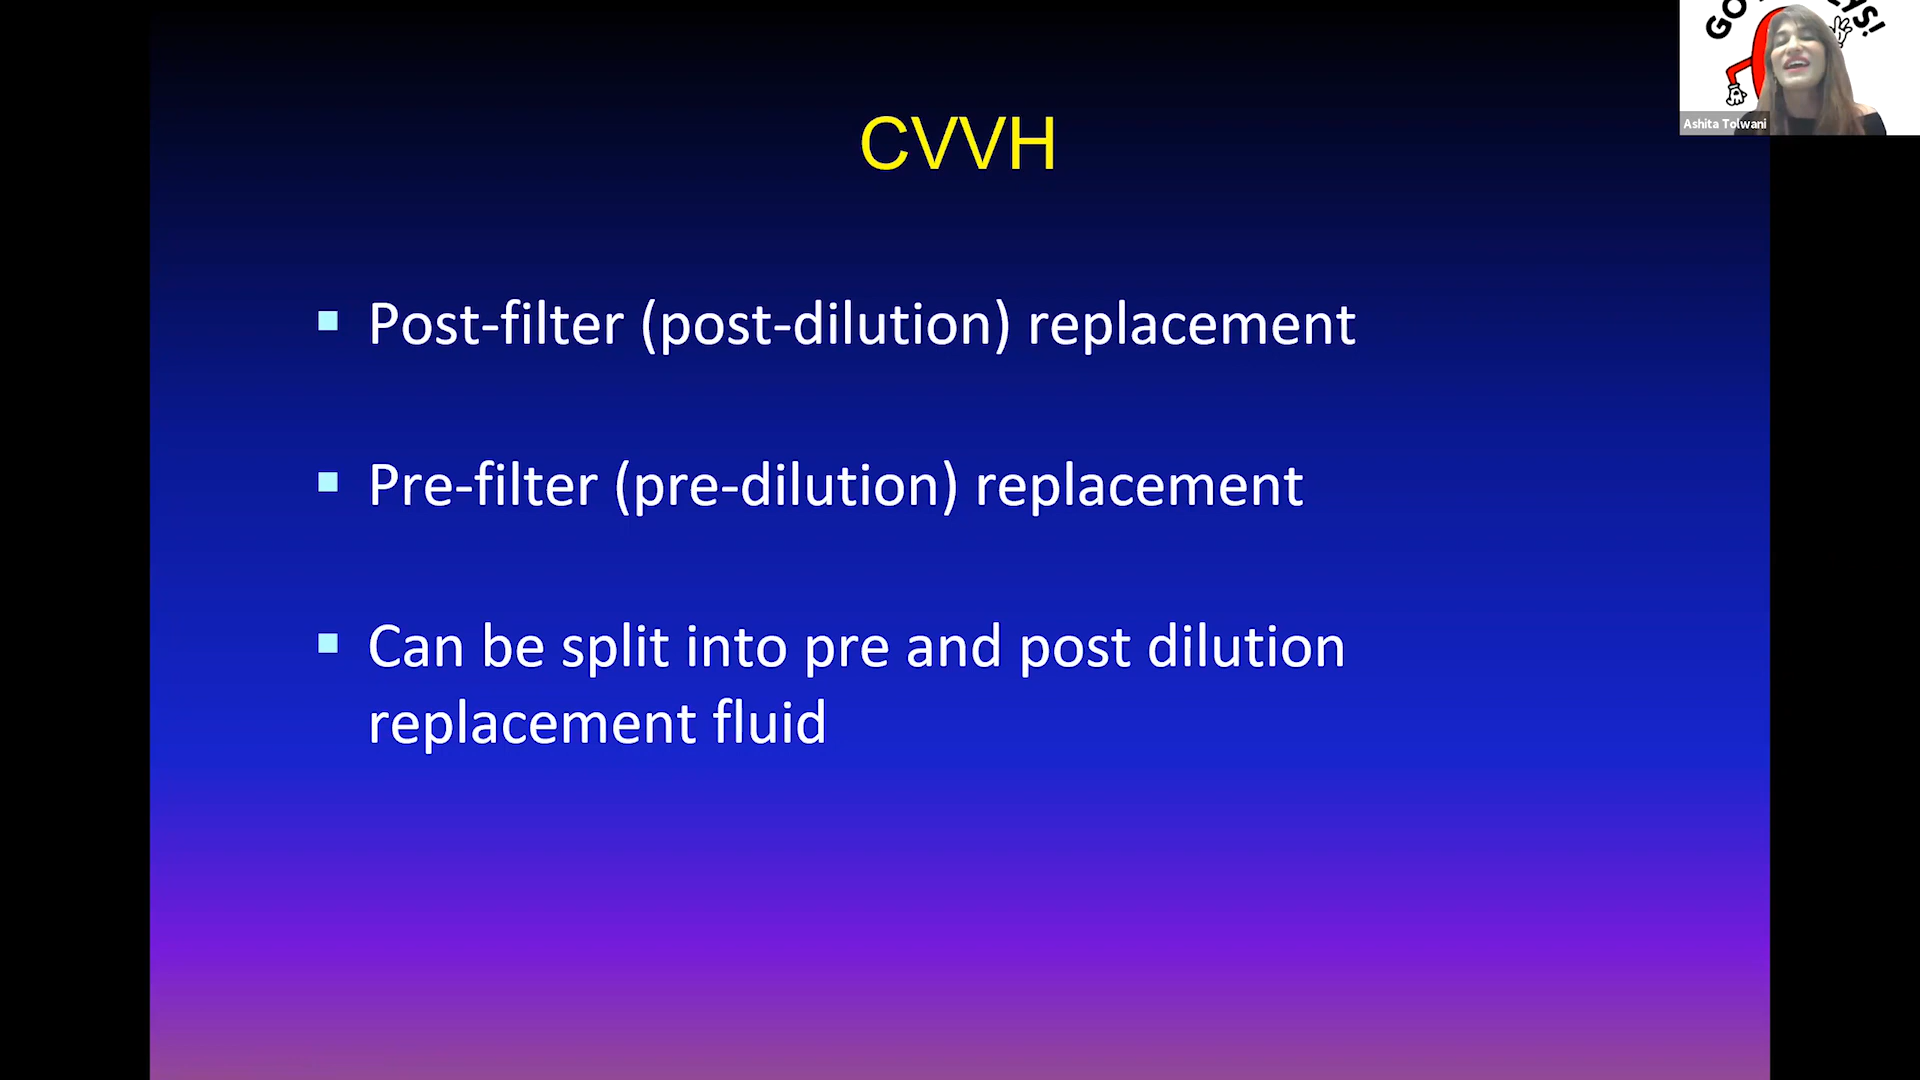 CVVH
Post-filter (post-dilution) replacement
Pre-filter (pre-dilution) replacement
Can be split into pre and post dilution
replacement fluid
Ashita Tolwani